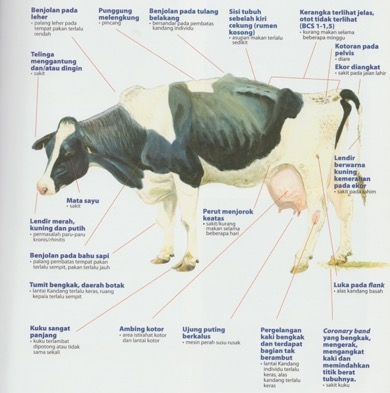 Benjolan pada
leher
• palang leher pada
tempat pakan terlalu
rendah
Punggung
melengkung
• pincang
Benjolan pada tulang
belakang
• bersandar pada pembatas
kandang individu
Sisi tubuh
sebelah kiri
cekung (rumen
kosong)
• asupan makan terlalu
sedikit
Kerangka terlihat jelas,
otot tidak terlihat
(BCS 1-1,5)
• kurang makan selama
beberapa minggu
Kotoran pada
pelvis
• diare
Ekor diangkat
• sakit pada jalan lahir
Telinga
menggantung
dan/atau dingin
• sakit
Lendir
berwarna
kuning
kemerahan
pada ekor
• sakit pada rahim
Mata sayu
• sakit
Lendir merah,
kuning dan putih
• permasalah paru-paru
kronis/rhinitis
Perut menjorok
keatas
• sakit/kurang
makan selama
beberapa hari
Benjolan pada bahu sapi
• palang pembatas tempat pakan
terlalu sempit, pakan terlalu jauh
Tumit bengkak, daerah botak
• lantai Kandang terlalu keras, ruang
kepala terlalu sempit
Luka pada flank
• alas kandang basah
Kuku sangat
panjang
• kuku terlambat
dipotong atau tidak
sama sekali
Ambing kotor
• area istirahat kotor
dan lantai kotor
Ujung puting
berkalus
• mesin perah susu rusak
Pergelangan
kaki bengkak
dan terdapat
bagian tak
berambut
• lantai Kandang
individu terlalu
keras, alas
kandang terlalu
keras
Coronary band
yang bengkak,
mengerak,
mengangkat
kaki dan
memindahkan
titik berat
tubuhnya.
• sakit kuku